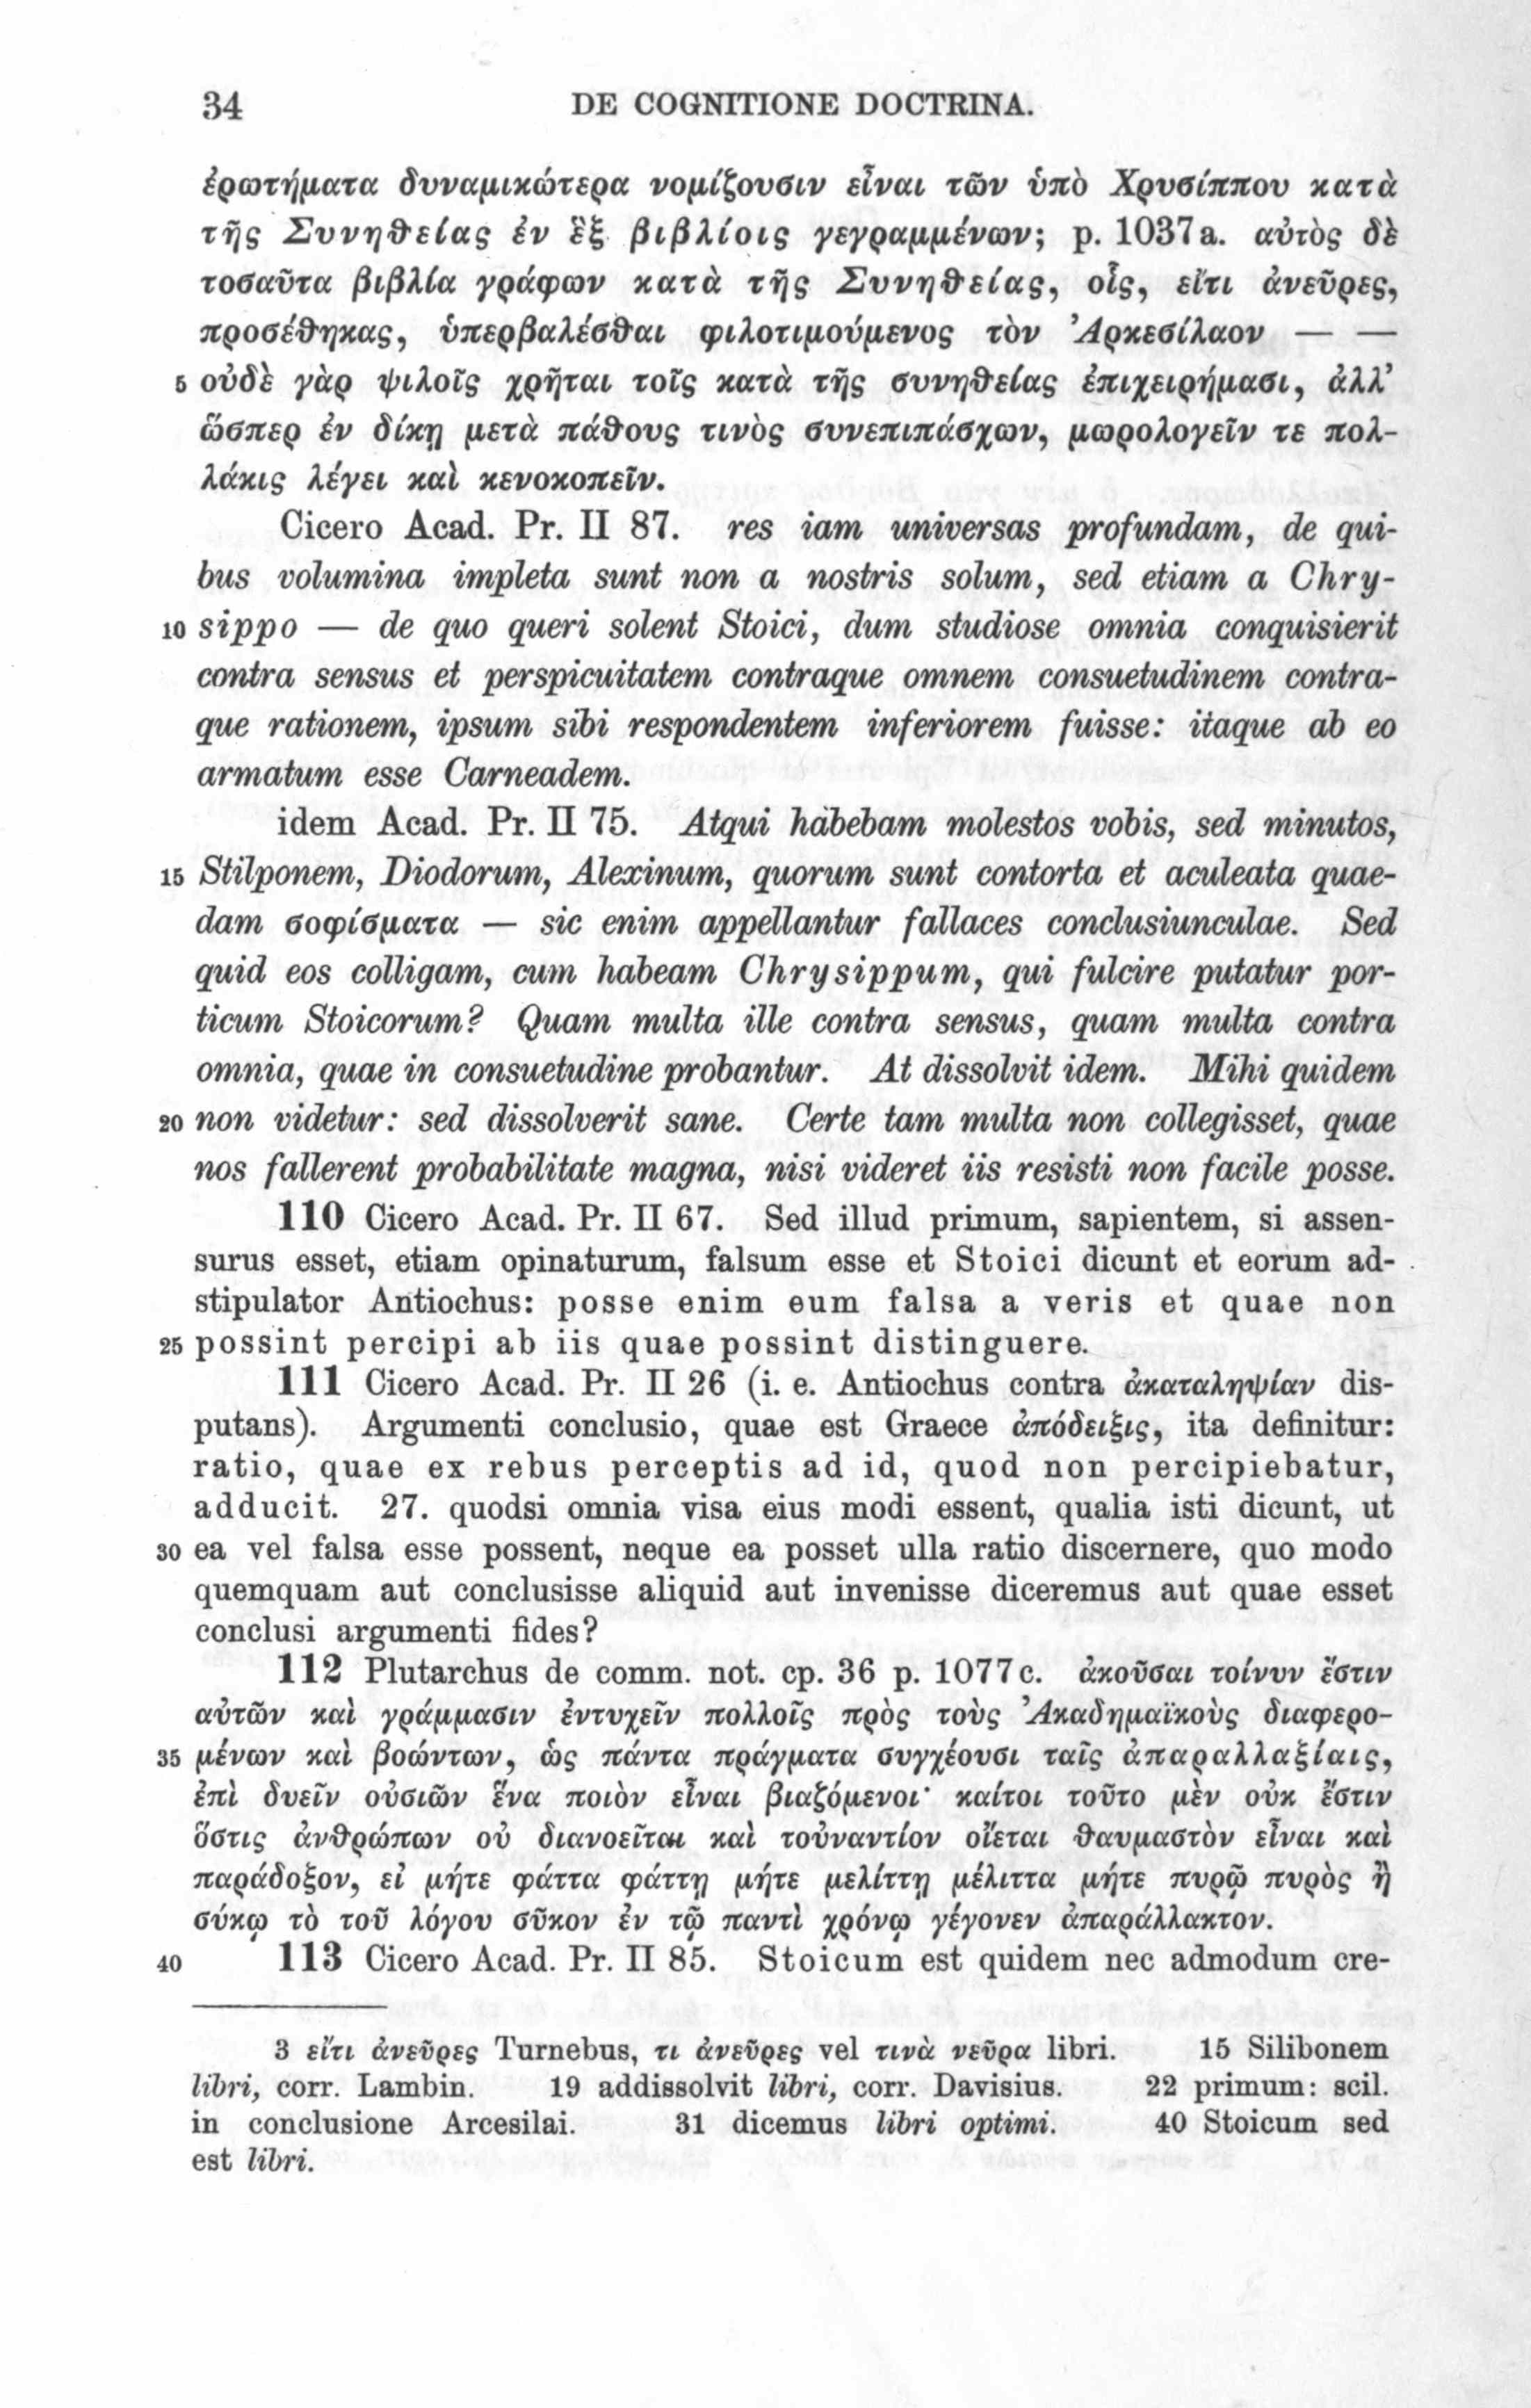 34 DE COGNITIONE DOCTRINA.
ἐρωτήματα δυναμικώτερα νομίζουσιν εἶναι τῶν ὑπὸ Χρυσίππου κατὰ
τῆς Συνηθείας ἐν ἓξ βιβλίοις γεγραμμένων; p. 1037 a. αὐτὸς δὲ
τοσαῦτα βιβλία γράφων κατὰ τῆς Συνηθείας, οἷς, εἴτι ἀνεῦρες,
προσέθηκας, ὑπερβαλέσθαι φιλοτιμούμενος τὸν Ἀρκεσίλαον — —
5 οὐδὲ γὰρ ψιλοῖς χρῆται τοῖς κατὰ τῆς συνηθείας ἐπιχειρήμασι, ἀλλ’
ὥσπερ ἐν δίκῃ μετὰ πάθους τινὸς συνεπιπάσχων, μωρολογεῖν τε πολ-
λάκις λέγει καὶ κενοκοπεῖν.
Cicero Acad. Pr. II 87. res iam universas profundam, de qui-
bus volumina impleta sunt non a nostris solum, sed etiam a Chry-
10 sippo — de quo queri solent Stoici, dum studiose omnia conquisierit
contra sensus et perspicuitatem contraque omnem consuetudinem contra-
que rationem, ipsum sibi respondentem inferiorem fuisse: itaque ab eo
armatum esse Carneadem.
idem Acad. Pr. II 75. Atqui habebam molestos vobis, sed minutos,
15 Stilponem, Diodorum, Alexinum, quorum sunt contorta et aculeata quae-
dam σοφίσματα — sic enim appellantur fallaces conclusiunculae. Sed
quid eos colligam, cum habeam Chrysippum, qui fulcire putatur por-
ticum Stoicorum? Quam multa ille contra sensus, quam multa contra
omnia, quae in consuetudine probantur. At dissolvit idem. Mihi quidem
20 non videtur: sed dissolverit sane. Certe tam multa non collegisset, quae
nos fallerent probabilitate magna, nisi videret iis resisti non facile posse.
110 Cicero Acad. Pr. II 67. Sed illud primum, sapientem, si assen-
surus esset, etiam opinaturum, falsum esse et Stoici dicunt et eorum ad-
stipulator Antiochus: posse enim eum falsa a veris et quae non
25 possint percipi ab iis quae possint distinguere.
111 Cicero Acad. Pr. II 26 (i. e. Antiochus contra ἀκαταληψίαν dis-
putans). Argumenti conclusio, quae est Graece ἀπόδειξις, ita definitur:
ratio, quae ex rebus perceptis ad id, quod non percipiebatur,
adducit. 27. quodsi omnia visa eius modi essent, qualia isti dicunt, ut
30 ea vel falsa esse possent, neque ea posset ulla ratio discernere, quo modo
quemquam aut conclusisse aliquid aut invenisse diceremus aut quae esset
conclusi argumenti fides?
112 Plutarchus de comm. not. cp. 36 p. 1077 c. ἀκοῦσαι τοίνυν ἔστιν
αὐτῶν καὶ γράμμασιν ἐντυχεῖν πολλοῖς πρὸς τοὺς Ἀκαδημαϊκοὺς διαφερο-
35 μένων καὶ βοώντων, ὡς πάντα πράγματα συγχέουσι ταῖς ἀπαραλλαξίαις,
ἐπὶ δυεῖν οὐσιῶν ἕνα ποιὸν εἶναι βιαζόμενοι· καίτοι τοῦτο μὲν οὐκ ἔστιν
ὅστις ἀνθρώπων οὐ διανοεῖται καὶ τοὐναντίον οἴεται θαυμαστὸν εἶναι καὶ
παράδοξον, εἰ μήτε φάττα φάττῃ μήτε μελίττῃ μέλιττα μήτε πυρῷ πυρὸς ἢ
σύκῳ τὸ τοῦ λόγου σῦκον ἐν τῷ παντὶ χρόνῳ γέγονεν ἀπαράλλακτον.
40 113 Cicero Acad. Pr. II 85. Stoicum est quidem nec admodum cre-
3 εἴτι ἀνεῦρες Turnebus, τι ἀνεῦρες vel τινὰ νεῦρα libri. 15 Silibonem
libri, corr. Lambin. 19 addissolvit libri, corr. Davisius. 22 primum: scil.
in conclusione Arcesilai. 31 dicemus libri optimi. 40 Stoicum sed
est libri.